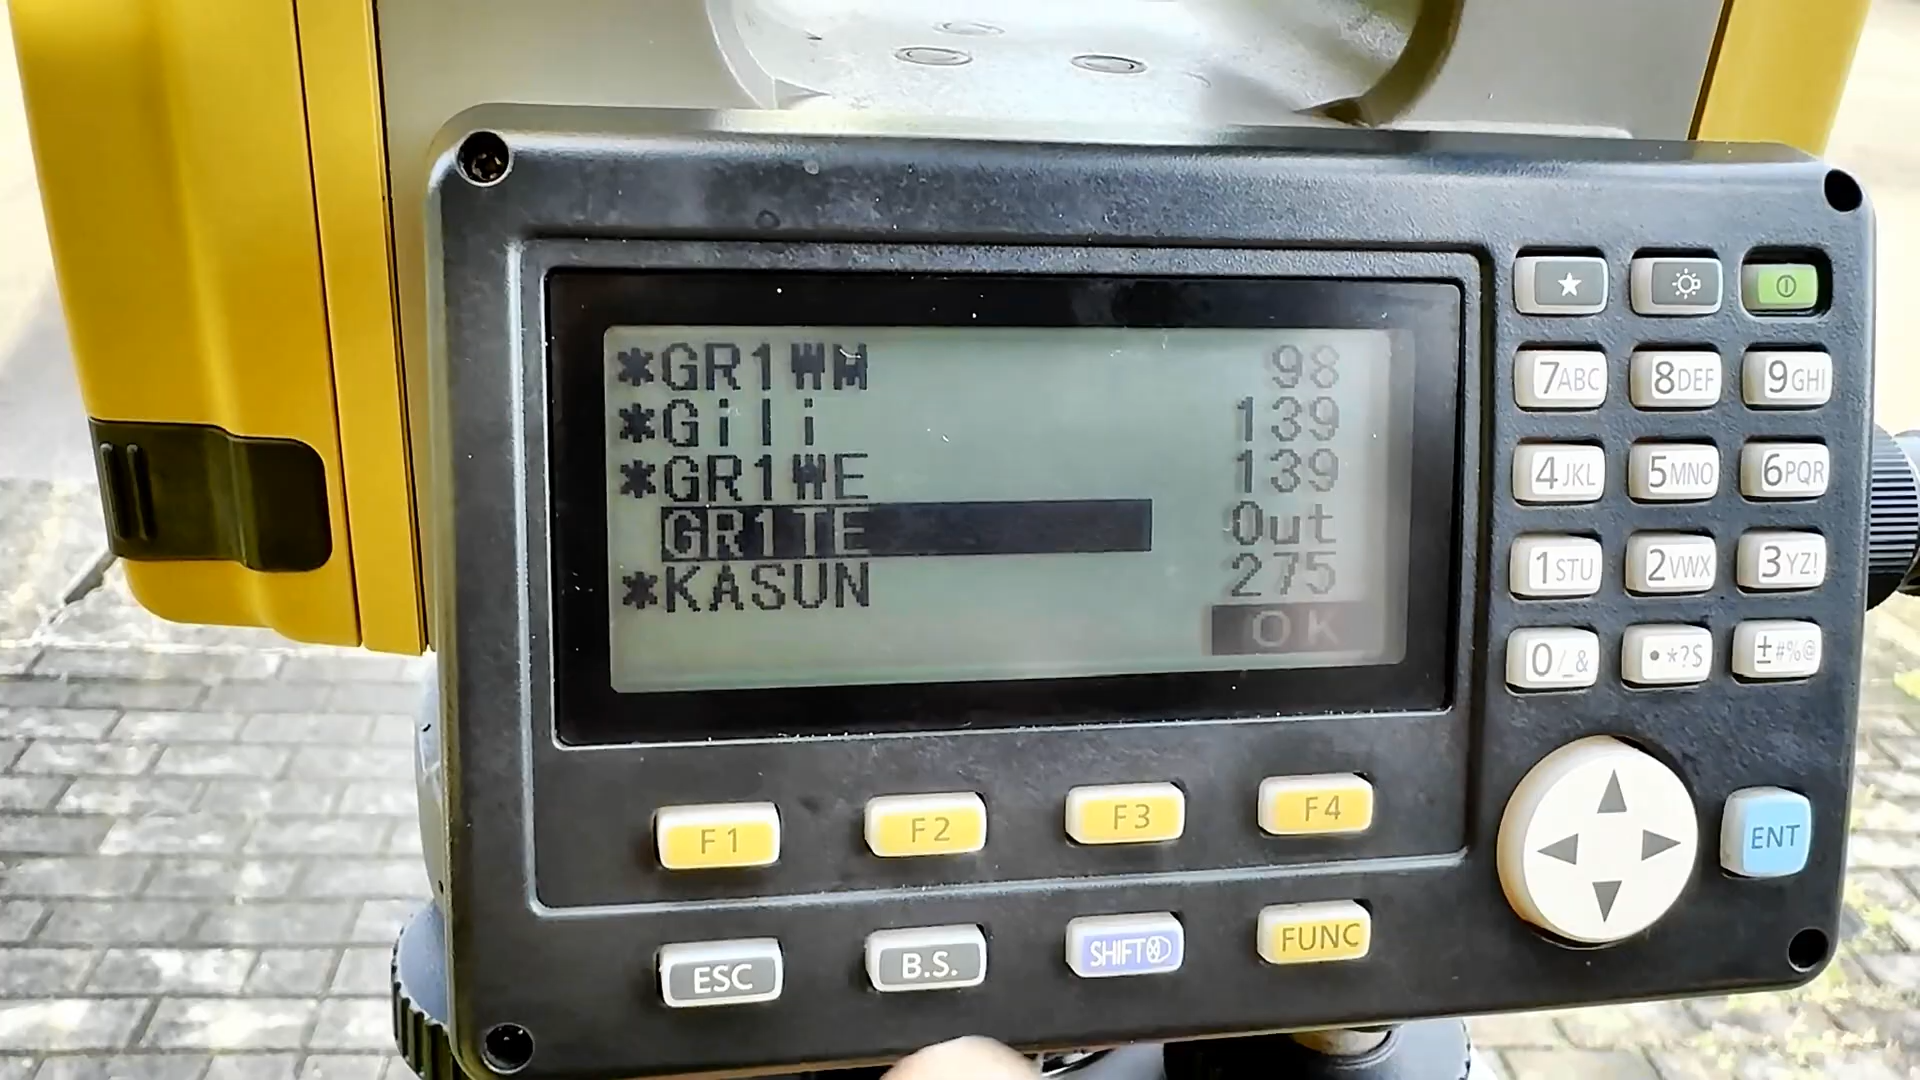 *GR1WM 98
*Gili 139
*GR1WE 139
GR1TE Out
*KASUN 275
OK
7ABC 8DEF 9GHI
4JKL 5MNO 6PQR
1STU 2VWX 3YZ!
0/_& •*?$ ±#%@
F1 F2 F3 F4
ENT
ESC B.S. SHIFT FUNC